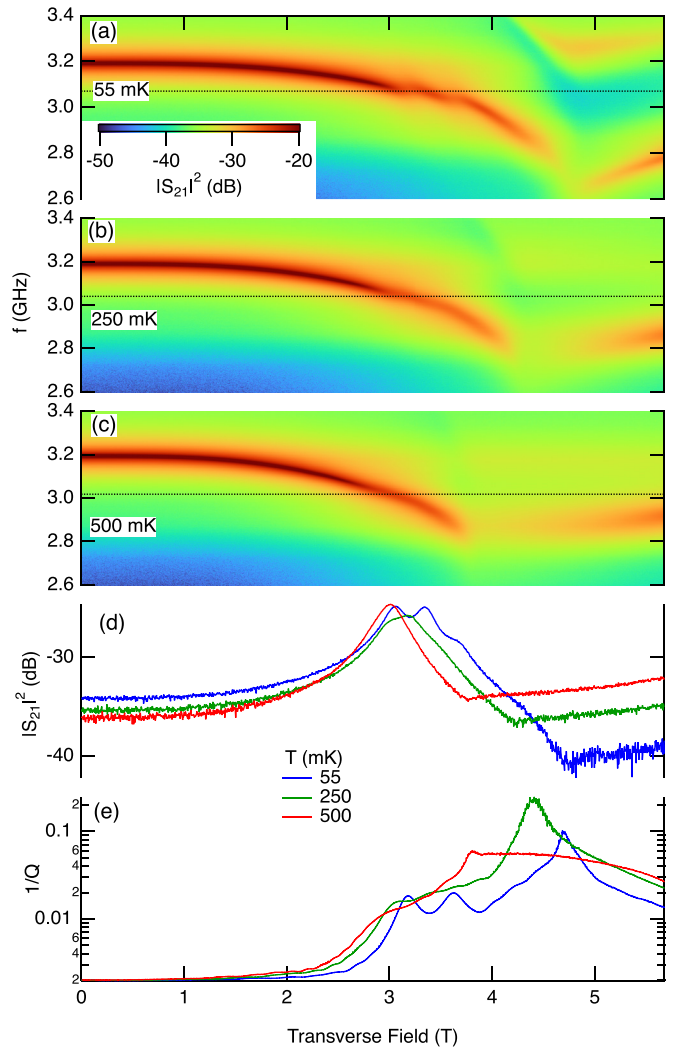 3.4
(a)
3.2
55 mK
3.0
-50 -40 -30 -20
2.8
|S21|² (dB)
2.6
3.4
(b)
3.2
3.0
250 mK
2.8
2.6
f (GHz)
3.4
(c)
3.2
3.0
500 mK
2.8
2.6
(d)
-30
|S21|² (dB)
-40
T (mK)
55
250
500
(e)
2
0.1
8
6
4
2
0.01
8
6
4
2
1/Q
0 1 2 3 4 5
Transverse Field (T)